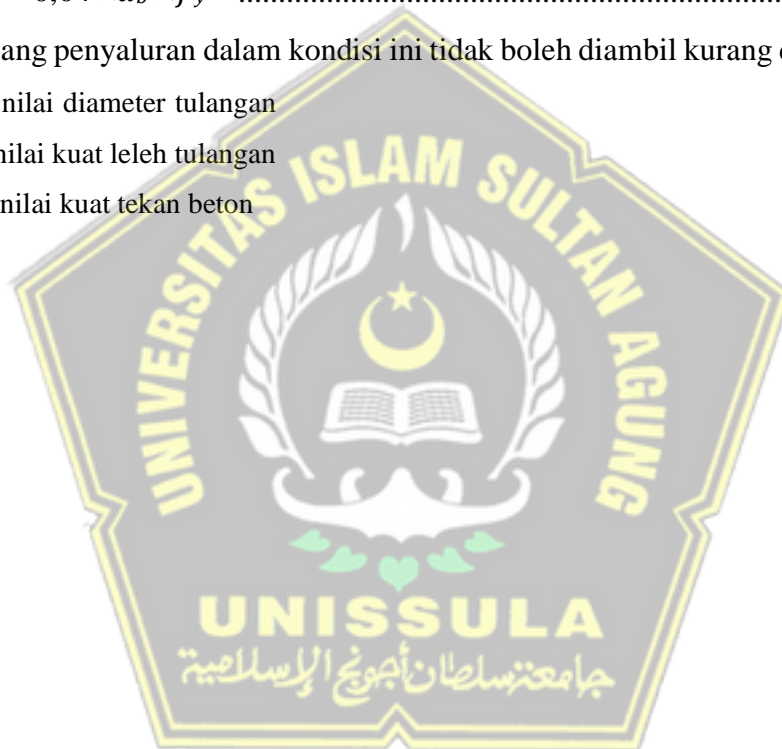 ang penyaluran dalam kondisi ini tidak boleh diambil kurang
nilai diameter tulangan
nilai kuat leleh tulangan
nilai kuat tekan beton
UNIVERSITAS ISLAM SULTAN AGUNG
UNISSULA
جامعة سلطان أجونج الإسلامية